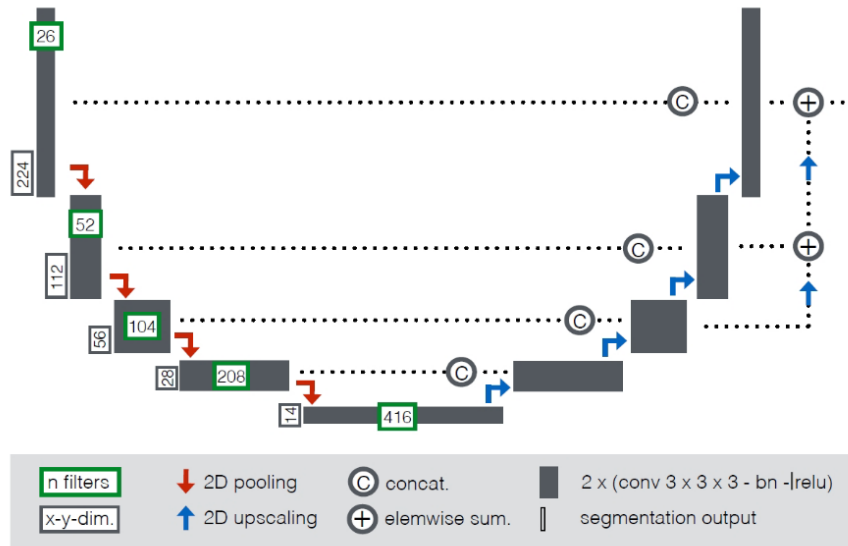 26
224
52
C
+
112
C
+
56
104
C
28
208
C
14
416
n filters
2D pooling
C concat.
2 x (conv 3 x 3 x 3 - bn -lrelu)
x-y-dim.
2D upscaling
+ elemwise sum.
segmentation output